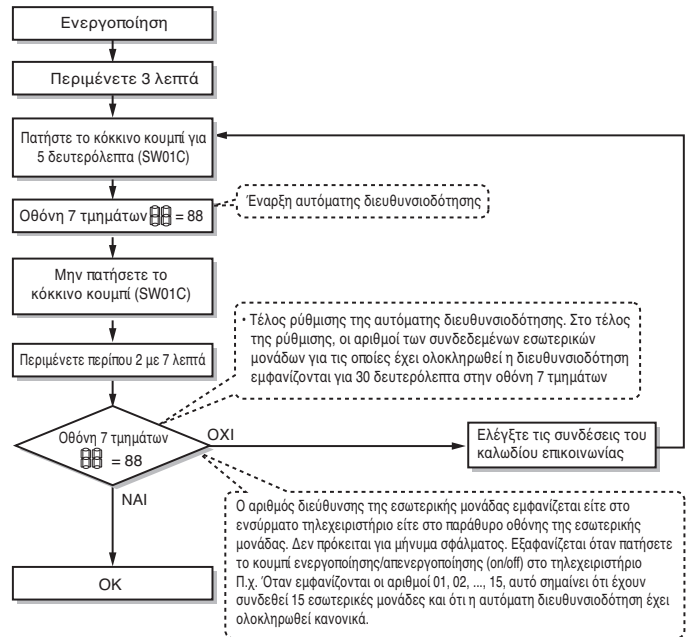 Ενεργοποίηση
Περιμένετε 3 λεπτά
Πατήστε το κόκκινο κουμπί για
5 δευτερόλεπτα (SW01C)
Οθόνη 7 τμημάτων 88 = 88
Έναρξη αυτόματης διευθυνσιοδότησης
Μην πατήσετε το
κόκκινο κουμπί (SW01C)
• Τέλος ρύθμισης της αυτόματης διευθυνσιοδότησης. Στο τέλος
της ρύθμισης, οι αριθμοί των συνδεδεμένων εσωτερικών
μονάδων για τις οποίες έχει ολοκληρωθεί η διευθυνσιοδότηση
εμφανίζονται για 30 δευτερόλεπτα στην οθόνη 7 τμημάτων
Περιμένετε περίπου 2 με 7 λεπτά
Οθόνη 7 τμημάτων
88 = 88
ΟΧΙ
Ελέγξτε τις συνδέσεις του
καλωδίου επικοινωνίας
ΝΑΙ
Ο αριθμός διεύθυνσης της εσωτερικής μονάδας εμφανίζεται είτε στο
ενσύρματο τηλεχειριστήριο είτε στο παράθυρο οθόνης της εσωτερικής
μονάδας. Δεν πρόκειται για μήνυμα σφάλματος. Εξαφανίζεται όταν πατήσετε
το κουμπί ενεργοποίησης/απενεργοποίησης (on/off) στο τηλεχειριστήριο
Π.χ. Όταν εμφανίζονται οι αριθμοί 01, 02, ..., 15, αυτό σημαίνει ότι έχουν
συνδεθεί 15 εσωτερικές μονάδες και ότι η αυτόματη διευθυνσιοδότηση έχει
ολοκληρωθεί κανονικά.
OK